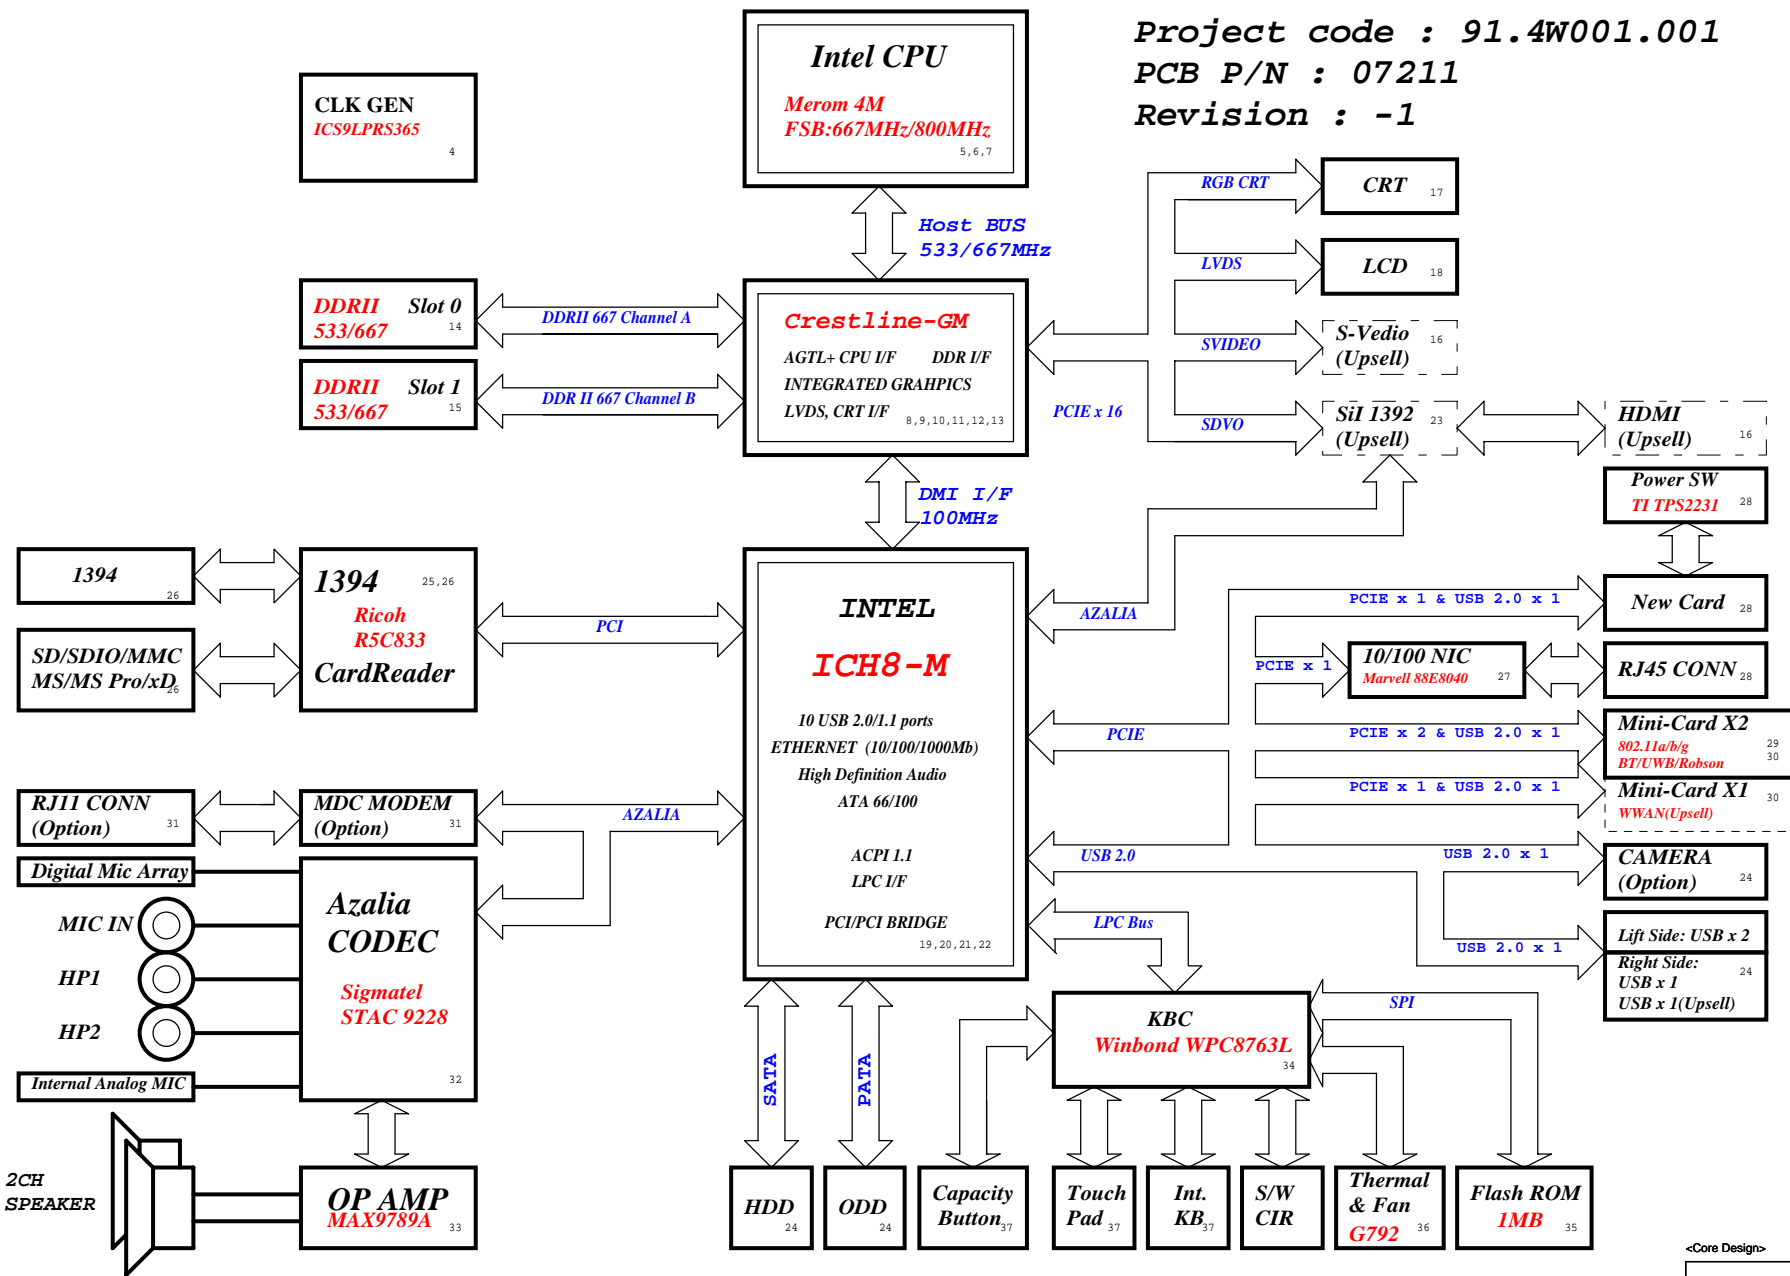 Project code : 91.4W001.001
PCB P/N : 07211
Revision : -1
Intel CPU
Merom 4M
FSB:667MHz/800MHz
5,6,7
CLK GEN
ICS9LPRS365
4
Host BUS
533/667MHz
DDRII Slot 0
533/667 14
DDRII 667 Channel A
DDRII Slot 1
533/667 15
DDR II 667 Channel B
Crestline-GM
AGTL+ CPU I/F DDR I/F
INTEGRATED GRAHPICS
LVDS, CRT I/F
8,9,10,11,12,13
PCIE x 16
RGB CRT
CRT 17
LVDS
LCD 18
SVIDEO
S-Vedio 16
(Upsell)
SDVO
SiI 1392 23
(Upsell)
HDMI
(Upsell) 16
DMI I/F
100MHz
Power SW
TI TPS2231 28
1394
26
1394 25,26
Ricoh
R5C833
CardReader
SD/SDIO/MMC
MS/MS Pro/xD
26
PCI
INTEL
ICH8-M
10 USB 2.0/1.1 ports
ETHERNET (10/100/1000Mb)
High Definition Audio
ATA 66/100
ACPI 1.1
LPC I/F
PCI/PCI BRIDGE
19,20,21,22
AZALIA
PCIE x 1 & USB 2.0 x 1
New Card 28
PCIE x 1
10/100 NIC
Marvell 88E8040 27
RJ45 CONN 28
PCIE
PCIE x 2 & USB 2.0 x 1
Mini-Card X2
802.11a/b/g 29
BT/UWB/Robson 30
PCIE x 1 & USB 2.0 x 1
Mini-Card X1 30
WWAN(Upsell)
USB 2.0
USB 2.0 x 1
CAMERA
(Option) 24
USB 2.0 x 1
Lift Side: USB x 2
Right Side: 24
USB x 1
USB x 1(Upsell)
RJ11 CONN
(Option) 31
MDC MODEM
(Option) 31
AZALIA
Digital Mic Array
MIC IN
HP1
HP2
Internal Analog MIC
Azalia
CODEC
Sigmatel
STAC 9228
32
2CH
SPEAKER
OP AMP
MAX9789A 33
LPC Bus
KBC
Winbond WPC8763L
34
SPI
SATA
PATA
HDD
24
ODD
24
Capacity
Button 37
Touch
Pad 37
Int.
KB 37
S/W
CIR
Thermal
& Fan
G792 36
Flash ROM
1MB 35
<Core Design>